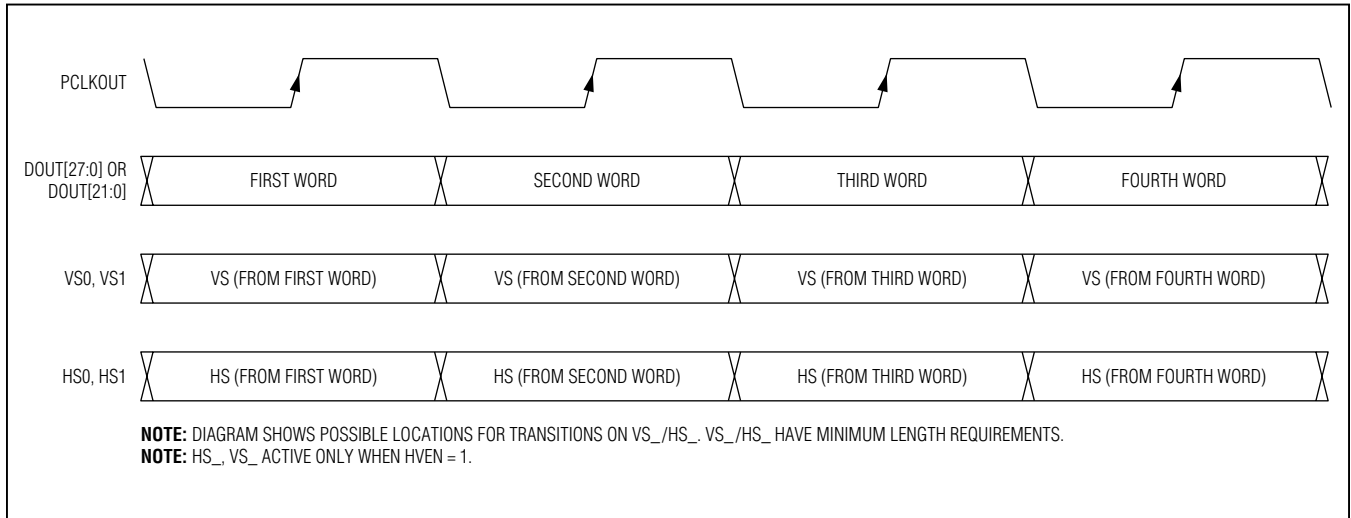 PCLKOUT
DOUT[27:0] OR
DOUT[21:0]
FIRST WORD
SECOND WORD
THIRD WORD
FOURTH WORD
VS0, VS1
VS (FROM FIRST WORD)
VS (FROM SECOND WORD)
VS (FROM THIRD WORD)
VS (FROM FOURTH WORD)
HS0, HS1
HS (FROM FIRST WORD)
HS (FROM SECOND WORD)
HS (FROM THIRD WORD)
HS (FROM FOURTH WORD)
NOTE: DIAGRAM SHOWS POSSIBLE LOCATIONS FOR TRANSITIONS ON VS_/HS_. VS_/HS_ HAVE MINIMUM LENGTH REQUIREMENTS.
NOTE: HS_, VS_ ACTIVE ONLY WHEN HVEN = 1.